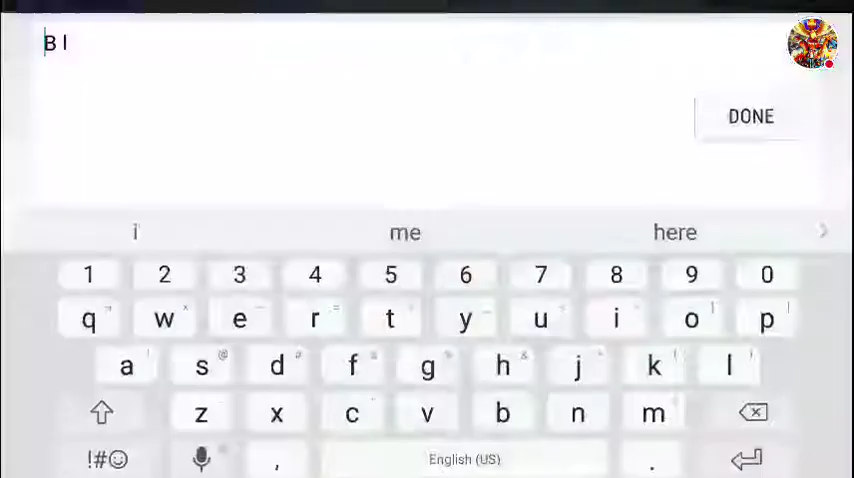 B l
DONE
i me here
1 2 3 4 5 6 7 8 9 0
q w e r t y u i o p
a s d f g h j k l
z x c v b n m
!#☺ , English (US) .